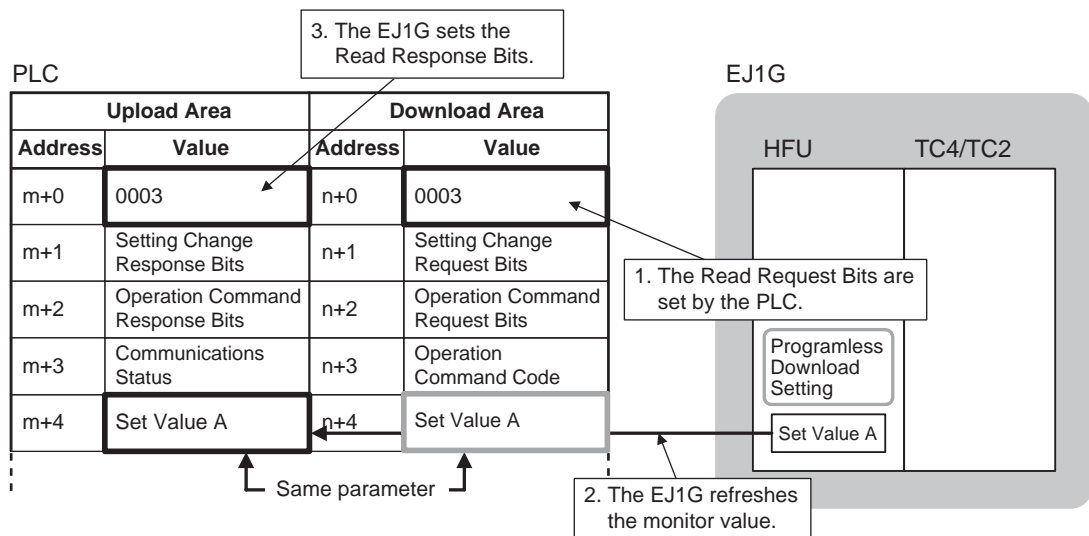 3. The EJ1G sets the
Read Response Bits.
PLC
EJ1G
Upload Area Download Area
Address Value Address Value
HFU TC4/TC2
m+0 0003 n+0 0003
m+1 Setting Change
Response Bits
n+1 Setting Change
Request Bits
1. The Read Request Bits are
set by the PLC.
m+2 Operation Command
Response Bits
n+2 Operation Command
Request Bits
m+3 Communications
Status
n+3 Operation
Command Code
Programless
Download
Setting
m+4 Set Value A n+4 Set Value A
Set Value A
Same parameter
2. The EJ1G refreshes
the monitor value.